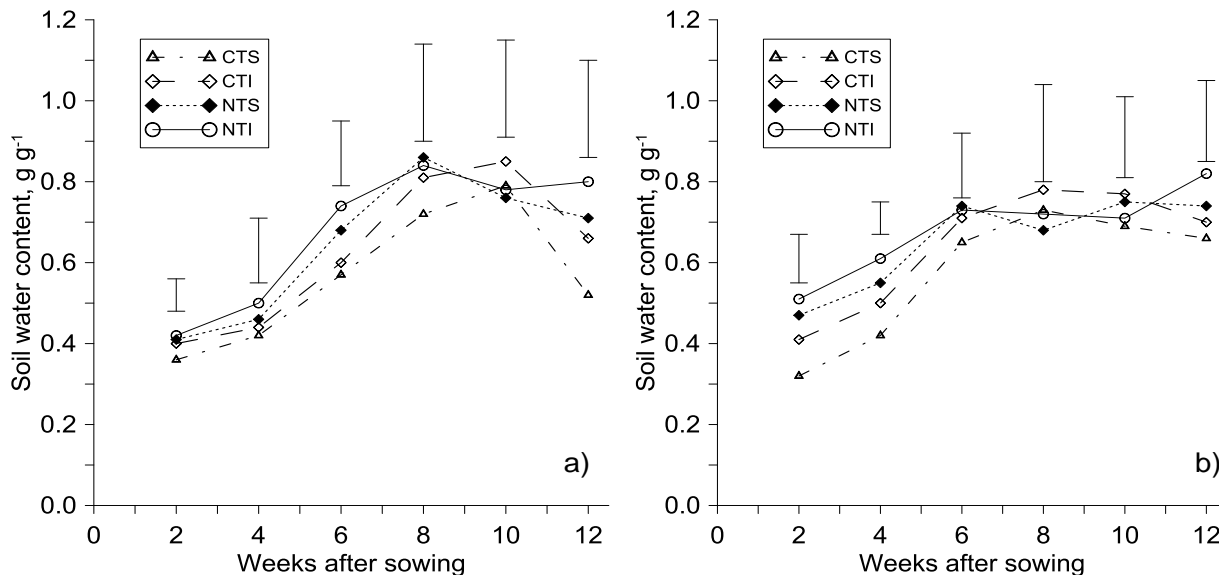 1.2
1.0
0.8
0.6
0.4
0.2
0.0
Soil water content, g g⁻¹
CTS
CTI
NTS
NTI
a)
0 2 4 6 8 10 12
Weeks after sowing
1.2
1.0
0.8
0.6
0.4
0.2
0.0
Soil water content, g g⁻¹
CTS
CTI
NTS
NTI
b)
0 2 4 6 8 10 12
Weeks after sowing